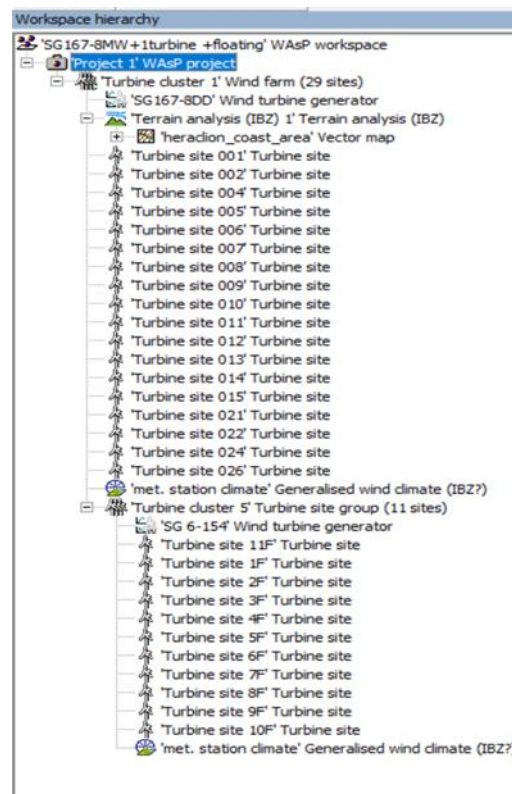 Workspace hierarchy
'SG167-8MW+1turbine +floating' WAsP workspace
'Project 1' WAsP project
'Turbine cluster 1' Wind farm (29 sites)
'SG167-8DD' Wind turbine generator
'Terrain analysis (IBZ) 1' Terrain analysis (IBZ)
'heraclion_coast_area' Vector map
'Turbine site 001' Turbine site
'Turbine site 002' Turbine site
'Turbine site 004' Turbine site
'Turbine site 005' Turbine site
'Turbine site 006' Turbine site
'Turbine site 007' Turbine site
'Turbine site 008' Turbine site
'Turbine site 009' Turbine site
'Turbine site 010' Turbine site
'Turbine site 011' Turbine site
'Turbine site 012' Turbine site
'Turbine site 013' Turbine site
'Turbine site 014' Turbine site
'Turbine site 015' Turbine site
'Turbine site 021' Turbine site
'Turbine site 022' Turbine site
'Turbine site 024' Turbine site
'Turbine site 026' Turbine site
'met. station climate' Generalised wind climate (IBZ?)
'Turbine cluster 5' Turbine site group (11 sites)
'SG 6-154' Wind turbine generator
'Turbine site 11F' Turbine site
'Turbine site 1F' Turbine site
'Turbine site 2F' Turbine site
'Turbine site 3F' Turbine site
'Turbine site 4F' Turbine site
'Turbine site 5F' Turbine site
'Turbine site 6F' Turbine site
'Turbine site 7F' Turbine site
'Turbine site 8F' Turbine site
'Turbine site 9F' Turbine site
'Turbine site 10F' Turbine site
'met. station climate' Generalised wind climate (IBZ?)